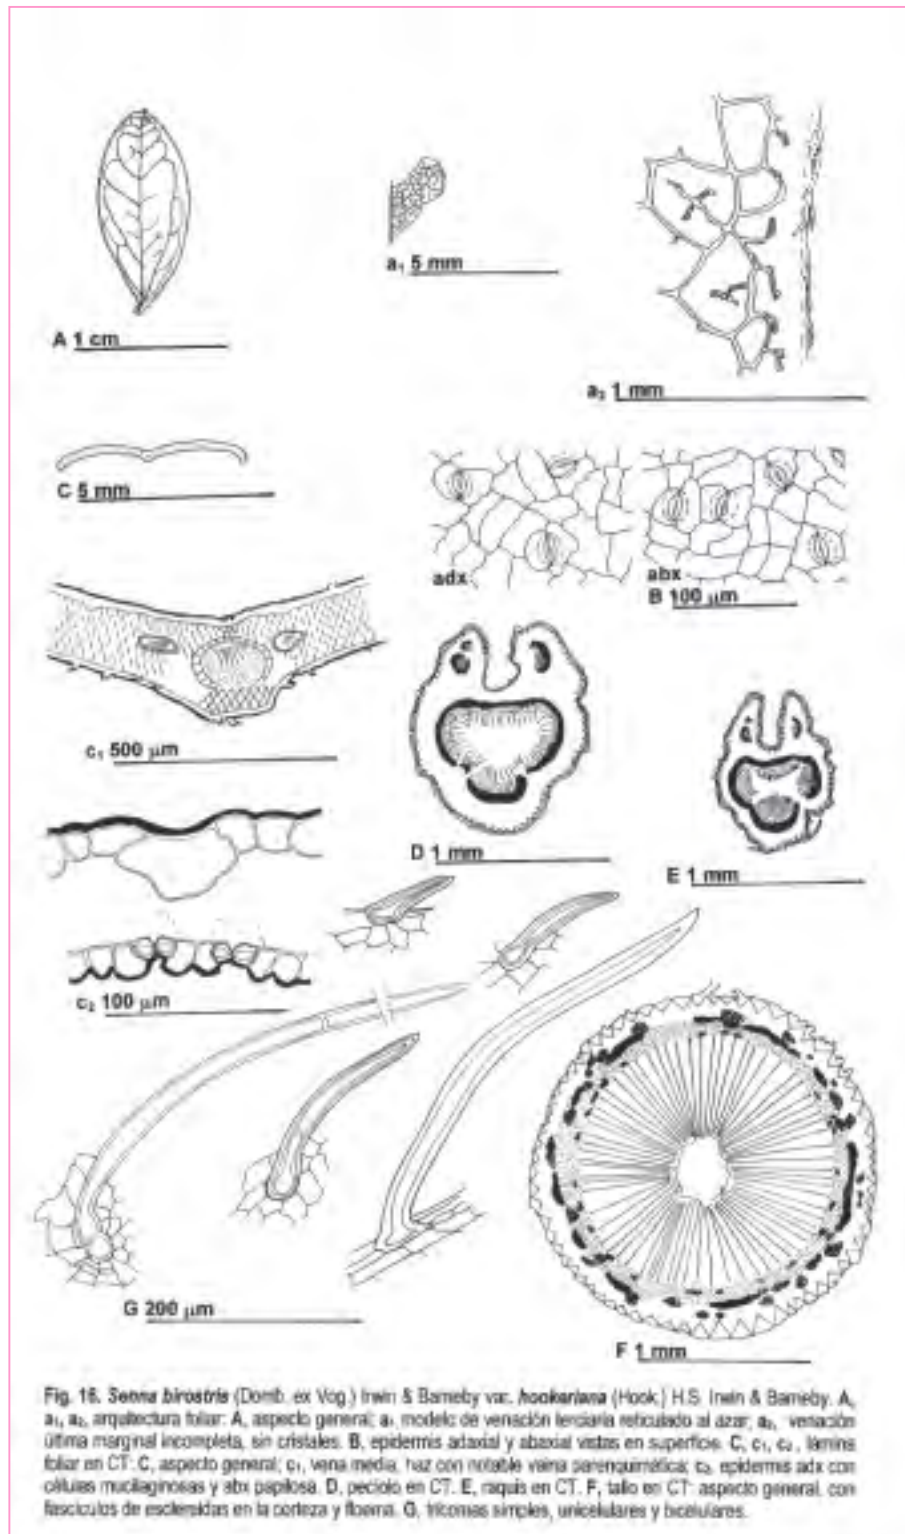 A 1 cm
a₁ 5 mm
a₂ 1 mm
C 5 mm
adx
abx
B 100 μm
c₁ 500 μm
D 1 mm
E 1 mm
c₂ 100 μm
G 200 μm
F 1 mm
Fig. 16. Senna birostris (Domb. ex Vog.) Irwin & Barneby var. hookeriana (Hook.) H.S. Irwin & Barneby. A,
a₁, a₂, arquitectura foliar: A, aspecto general; a₁ modelo de venación terciaria reticulado al azar; a₂, venación
última marginal incompleta, sin cristales. B, epidermis adaxial y abaxial vistas en superficie. C, c₁, c₂, lámina
foliar en CT: C, aspecto general; c₁, vena media, haz con notable vaina parenquimática; c₂, epidermis adx con
células mucilaginosas y abx papilosa. D, pecíolo en CT. E, raquis en CT. F, tallo en CT: aspecto general, con
fascículos de esclereidas en la corteza y floema. G, tricomas simples, unicelulares y bicelulares.